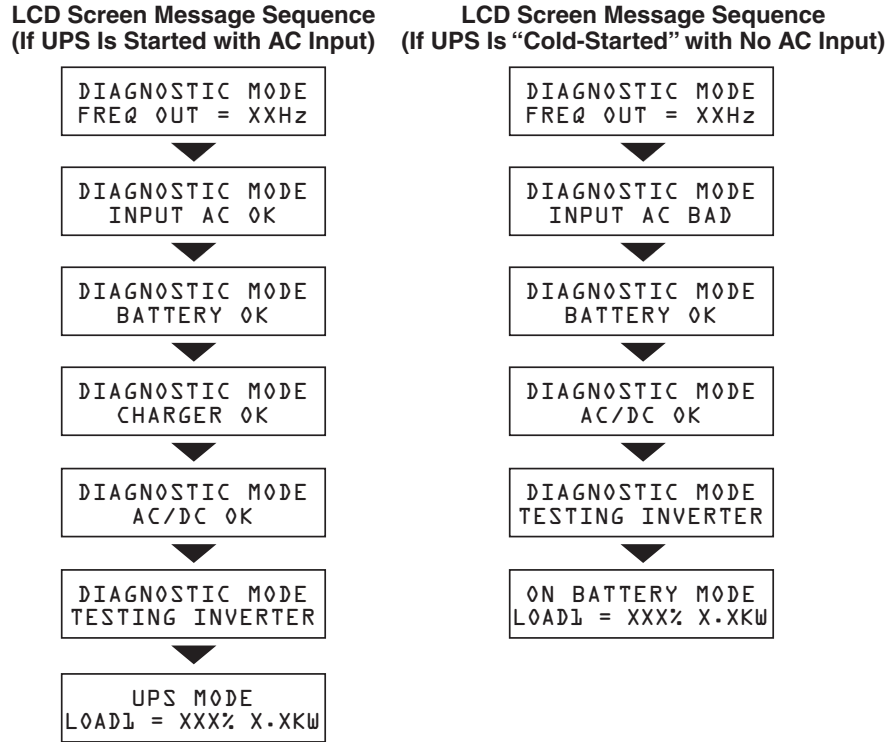 LCD Screen Message Sequence
(If UPS Is Started with AC Input)
DIAGNOSTIC MODE
FREQ OUT = XXHz
DIAGNOSTIC MODE
INPUT AC OK
DIAGNOSTIC MODE
BATTERY OK
DIAGNOSTIC MODE
CHARGER OK
DIAGNOSTIC MODE
AC/DC OK
DIAGNOSTIC MODE
TESTING INVERTER
UPS MODE
LOAD1 = XXX% X.XKW
LCD Screen Message Sequence
(If UPS Is “Cold-Started” with No AC Input)
DIAGNOSTIC MODE
FREQ OUT = XXHz
DIAGNOSTIC MODE
INPUT AC BAD
DIAGNOSTIC MODE
BATTERY OK
DIAGNOSTIC MODE
AC/DC OK
DIAGNOSTIC MODE
TESTING INVERTER
ON BATTERY MODE
LOAD1 = XXX% X.XKW